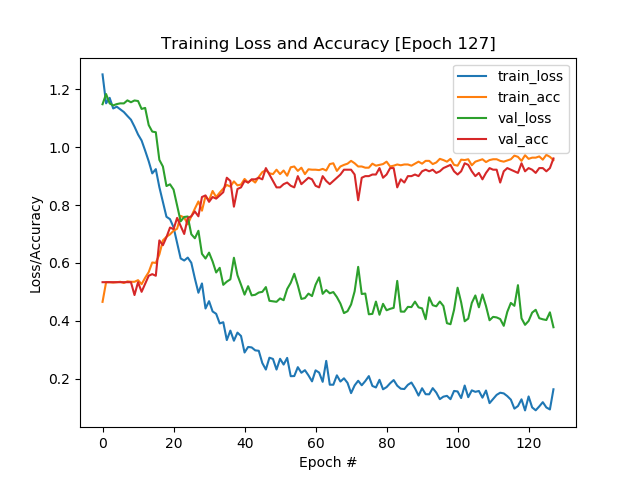 Training Loss and Accuracy [Epoch 127]
train_loss
train_acc
val_loss
val_acc
1.2
1.0
0.8
0.6
0.4
0.2
Loss/Accuracy
0 20 40 60 80 100 120
Epoch #